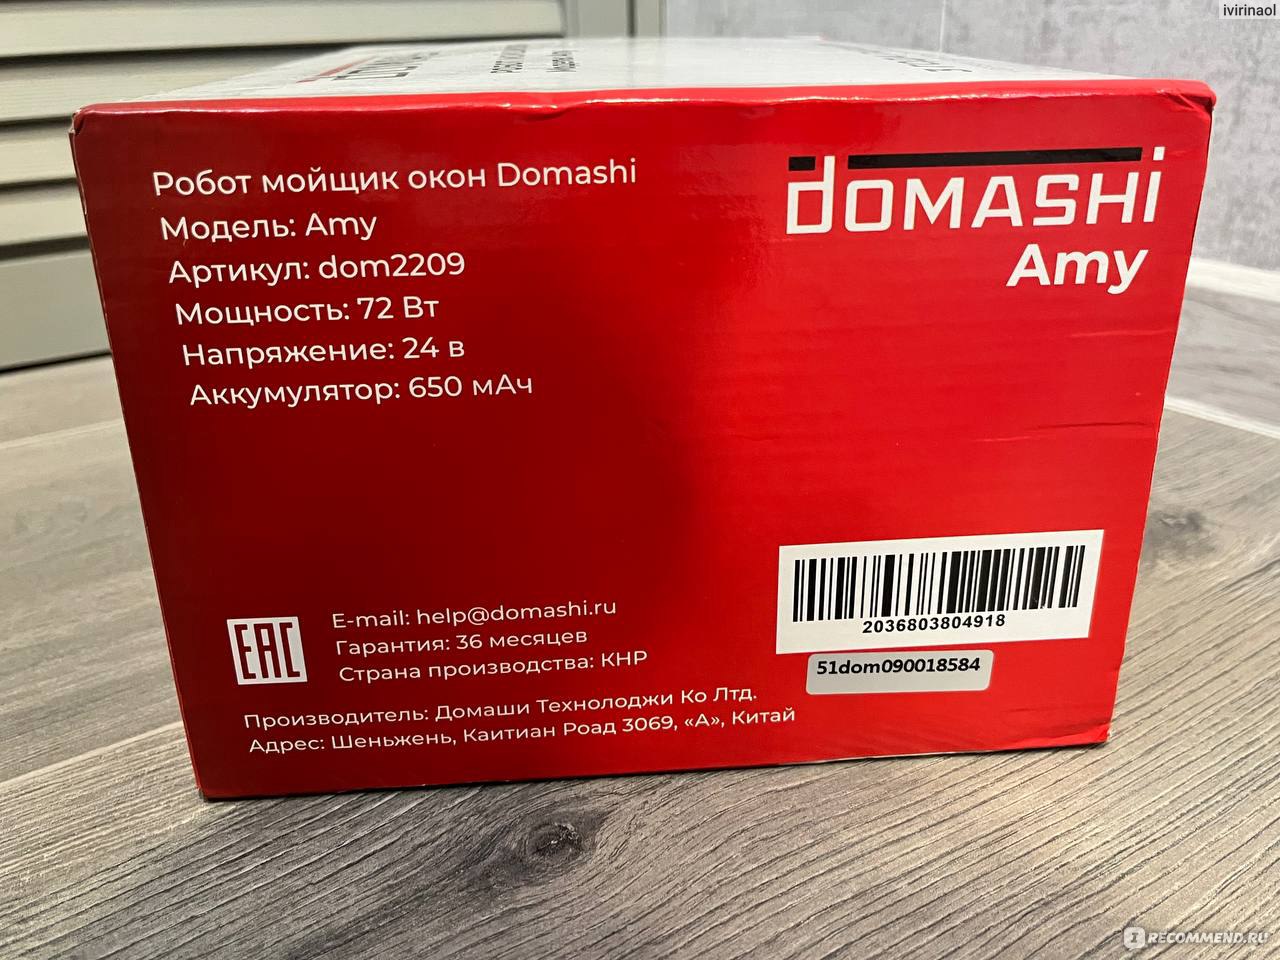 ivirinaol
Робот мойщик окон Domashi
Модель: Amy
Артикул: dom2209
Мощность: 72 Вт
Напряжение: 24 в
Аккумулятор: 650 мАч
DOMASHI
Amy
E-mail: help@domashi.ru
Гарантия: 36 месяцев
Страна производства: КНР
EAC
Производитель: Домаши Технолоджи Ко Лтд.
Адрес: Шеньжень, Каитиан Роад 3069, «А», Китай
2036803804918
51dom090018584
IRECOMMEND.RU